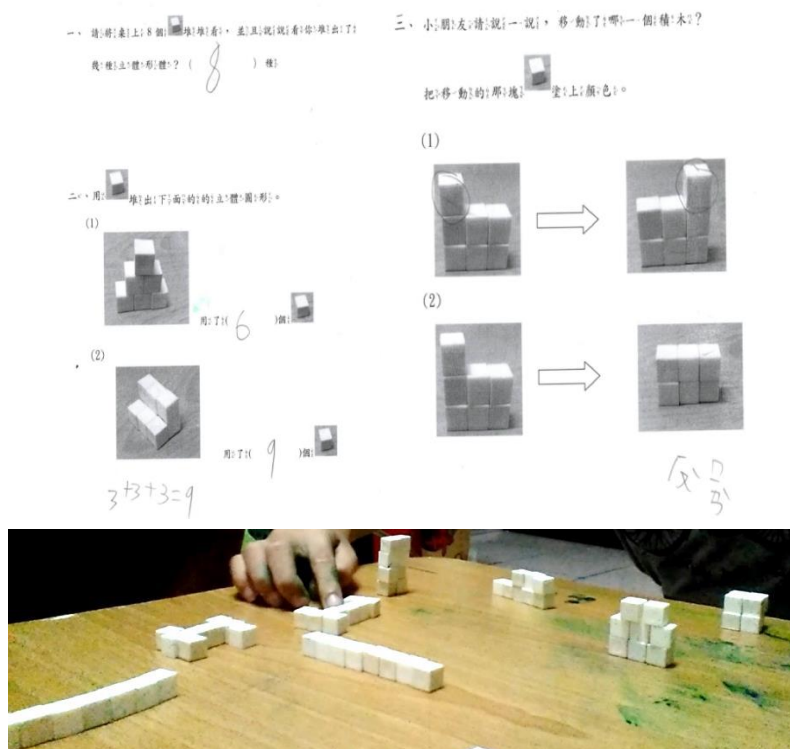 一、請將桌上8個堆堆看，並且說說看你堆出了
幾種立體形體？（8）種
二、用堆出下面的的立體圖形。
(1)
用了(6)個
(2)
用了(9)個
3+3+3=9
三、小朋友請說一說，移動了哪一個積木？
把移動的那塊塗上顏色。
(1)
(2)